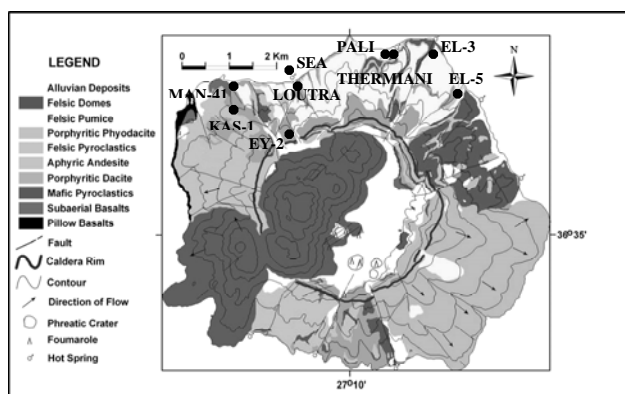 LEGEND
Alluvian Deposits
Felsic Domes
Felsic Pumice
Porphyritic Phyodacite
Felsic Pyroclastics
Aphyric Andesite
Porphyritic Dacite
Mafic Pyroclastics
Subaerial Basalts
Pillow Basalts
Fault
Caldera Rim
Contour
Direction of Flow
Phreatic Crater
Foumarole
Hot Spring
0 1 2 Km
SEA
PALI
EL-3
N
THERMIANI
MAN-41
LOUTRA
EL-5
KAS-1
EY-2
36°35'
27°10'